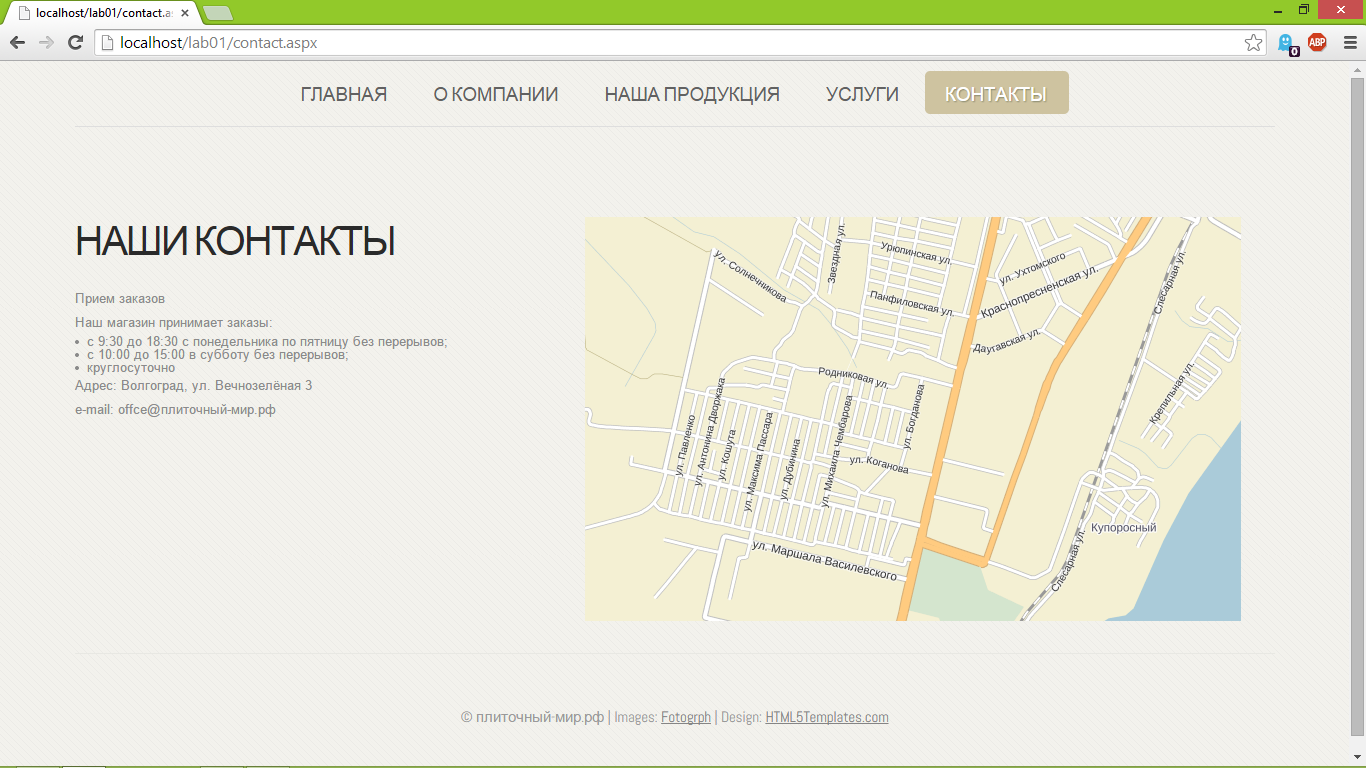 localhost/lab01/contact.as
localhost/lab01/contact.aspx
0
ABP
ГЛАВНАЯ
О КОМПАНИИ
НАША ПРОДУКЦИЯ
УСЛУГИ
КОНТАКТЫ
НАШИ КОНТАКТЫ
Прием заказов
Наш магазин принимает заказы:
• с 9:30 до 18:30 с понедельника по пятницу без перерывов;
• с 10:00 до 15:00 в субботу без перерывов;
• круглосуточно
Адрес: Волгоград, ул. Вечнозелёная 3
e-mail: offce@плиточный-мир.рф
ул. Солнечникова
Звездная ул.
Урюпинская ул.
Панфиловская ул.
ул. Ухтомского
Краснопресненская ул.
Даугавская ул.
Слесарная ул.
Крепильная ул.
Родниковая ул.
ул. Павленко
ул. Антонина Дворжака
ул. Кошута
ул. Максима Пассара
ул. Дубинина
ул. Михаила Чембарова
ул. Богданова
ул. Коганова
ул. Маршала Василевского
Купоросный
Слесарная ул.
© плиточный-мир.рф | Images: Fotogrph | Design: HTML5Templates.com